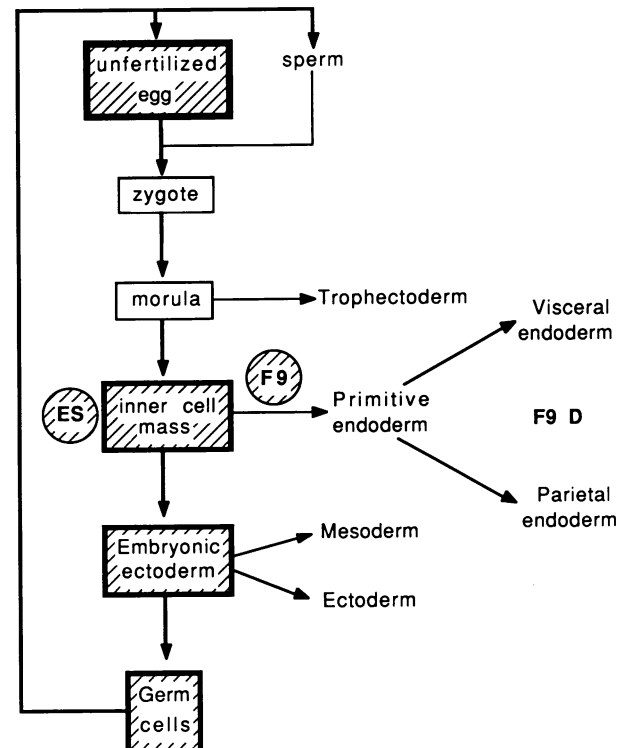 unfertilized
egg
sperm
zygote
morula
Trophectoderm
Visceral
endoderm
F9
ES
inner cell
mass
Primitive
endoderm
F9 D
Parietal
endoderm
Embryonic
ectoderm
Mesoderm
Ectoderm
Germ
cells